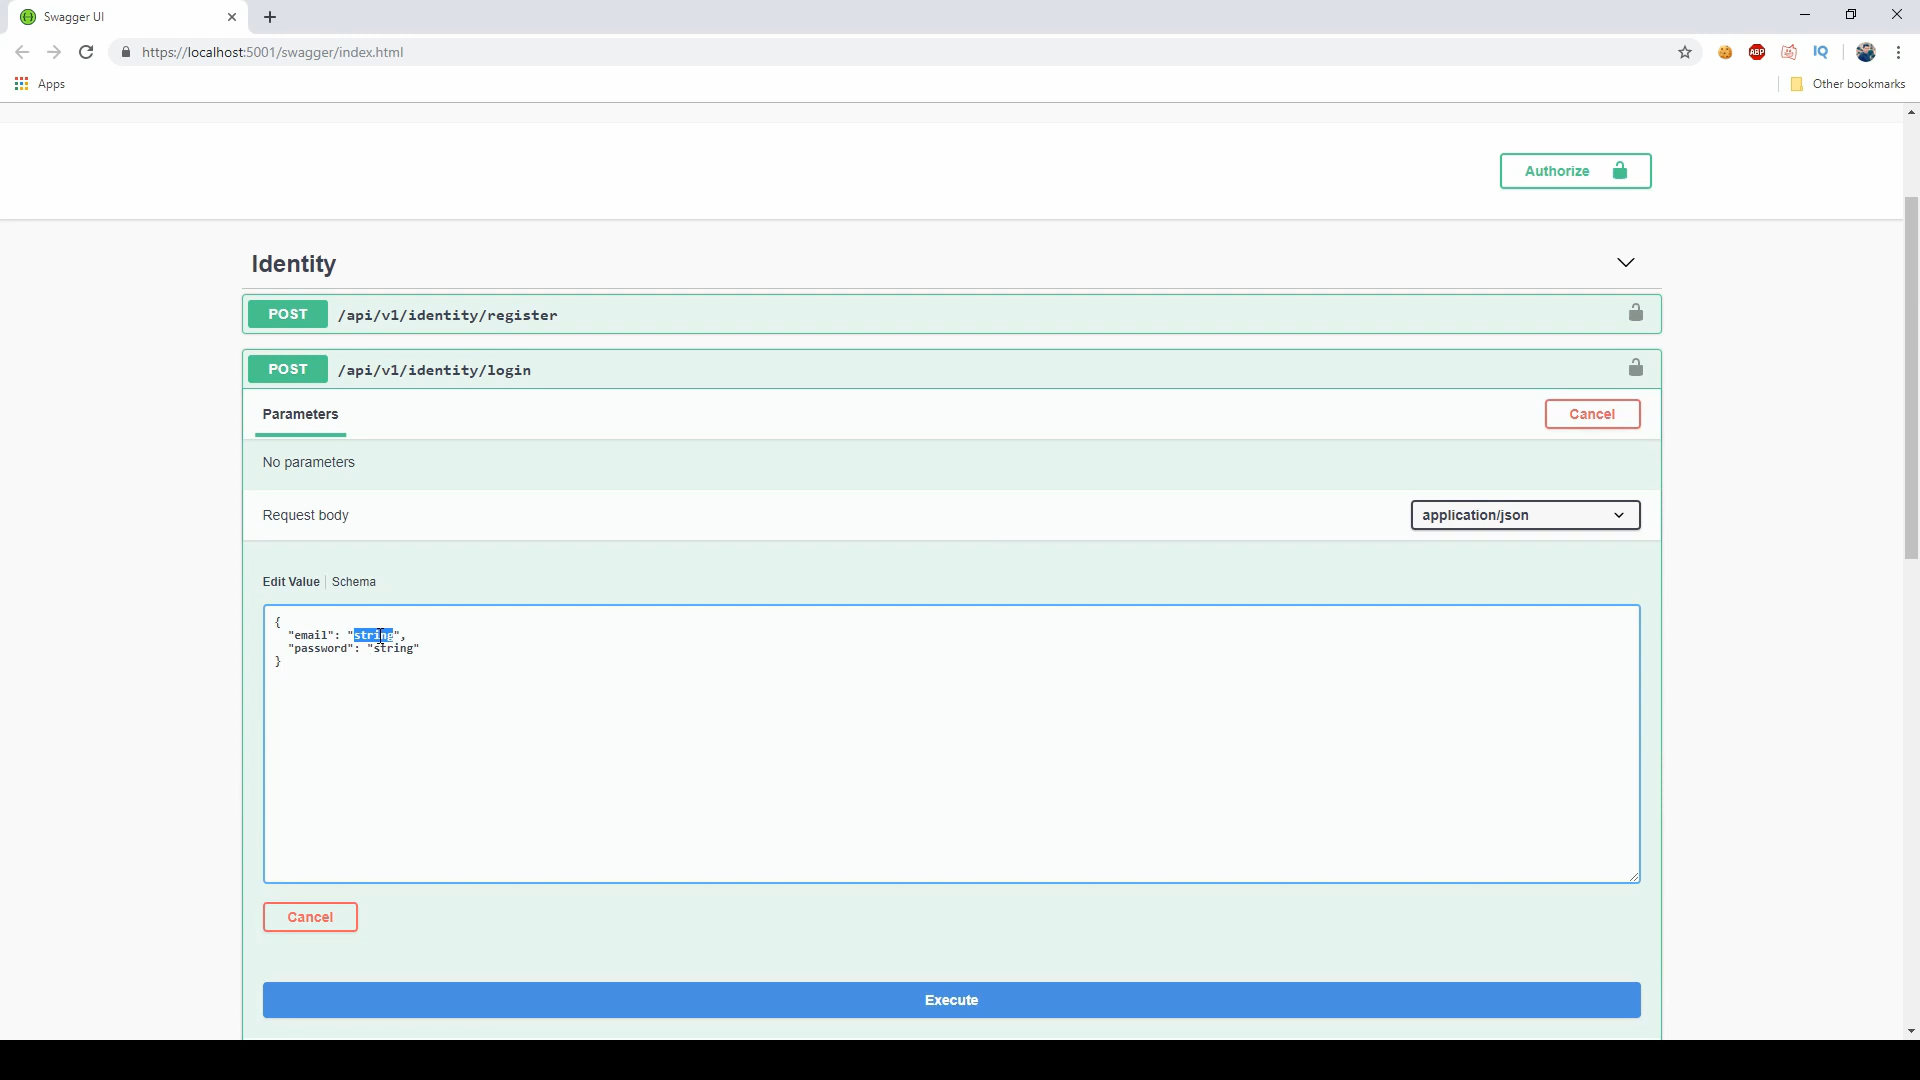 Swagger UI
https://localhost:5001/swagger/index.html
ABP
IQ
Apps
Other bookmarks
Authorize
Identity
POST /api/v1/identity/register
POST /api/v1/identity/login
Parameters
Cancel
No parameters
Request body
application/json
Edit Value | Schema
{
"email": "string",
"password": "string"
}
Cancel
Execute